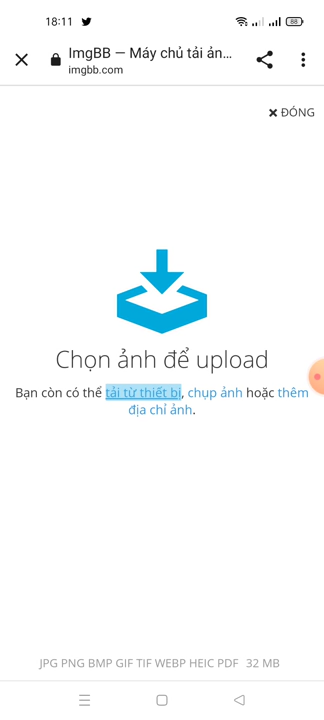 18:11
88
ImgBB — Máy chủ tải ản...
imgbb.com
× ĐÓNG
Chọn ảnh để upload
Bạn còn có thể tải từ thiết bị, chụp ảnh hoặc thêm
địa chỉ ảnh.
JPG PNG BMP GIF TIF WEBP HEIC PDF 32 MB